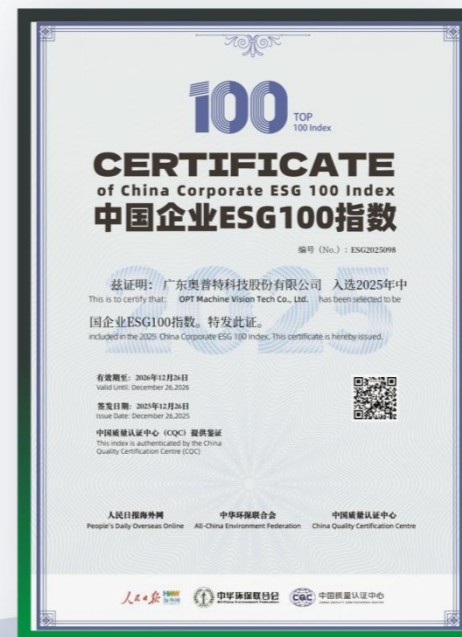 100
TOP
100 Index
CERTIFICATE
of China Corporate ESG 100 Index
中国企业ESG100指数
编号（No.）：ESG2025098
2025
兹证明： 广东奥普特科技股份有限公司 入选2025年中
This is to certify that: OPT Machine Vision Tech Co., Ltd. has been selected to be
国企业ESG100指数。特发此证。
included in the 2025 China Corporate ESG 100 Index. This certificate is hereby issued.
有效期至：2026年12月26日
Valid Until: December 26,2026
签发日期：2025年12月26日
Issue Date: December 26,2025
中国质量认证中心（CQC）提供鉴证
This index is authenticated by the China
Quality Certification Centre (CQC)
人民日报海外网 中华环保联合会 中国质量认证中心
People's Daily Overseas Online All-China Environment Federation China Quality Certification Centre
人民日报 海外网 中华环保联合会 CQC 中国质量认证中心